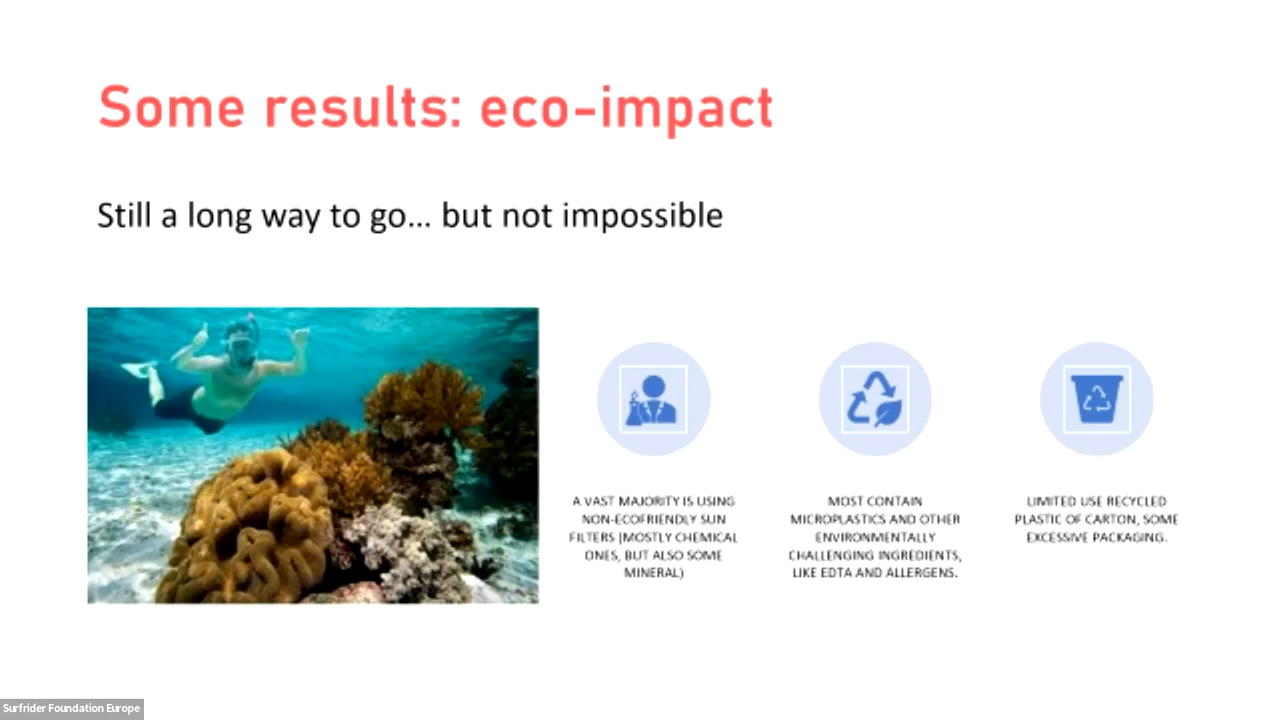 Some results: eco-impact
Still a long way to go... but not impossible
A VAST MAJORITY IS USING
NON-ECOFRIENDLY SUN
FILTERS (MOSTLY CHEMICAL
ONES, BUT ALSO SOME
MINERAL)
MOST CONTAIN
MICROPLASTICS AND OTHER
ENVIRONMENTALLY
CHALLENGING INGREDIENTS,
LIKE EDTA AND ALLERGENS.
LIMITED USE RECYCLED
PLASTIC OF CARTON, SOME
EXCESSIVE PACKAGING.
Surfrider Foundation Europe